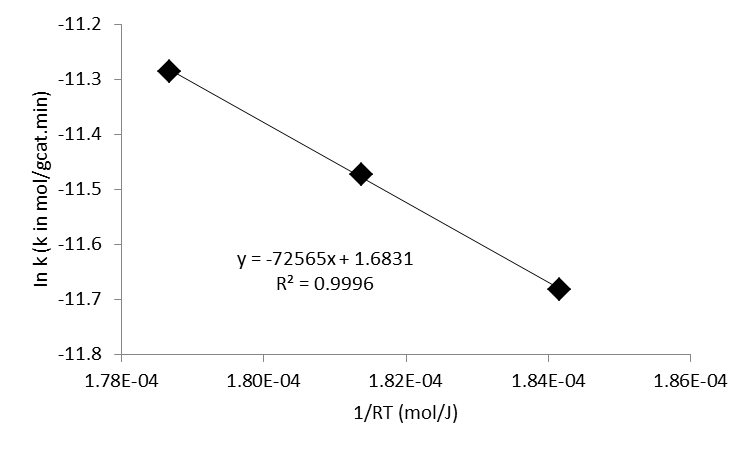 -11.2
-11.3
-11.4
-11.5
-11.6
-11.7
-11.8
ln k (k in mol/gcat.min)
y = -72565x + 1.6831
R² = 0.9996
1.78E-04 1.80E-04 1.82E-04 1.84E-04 1.86E-04
1/RT (mol/J)